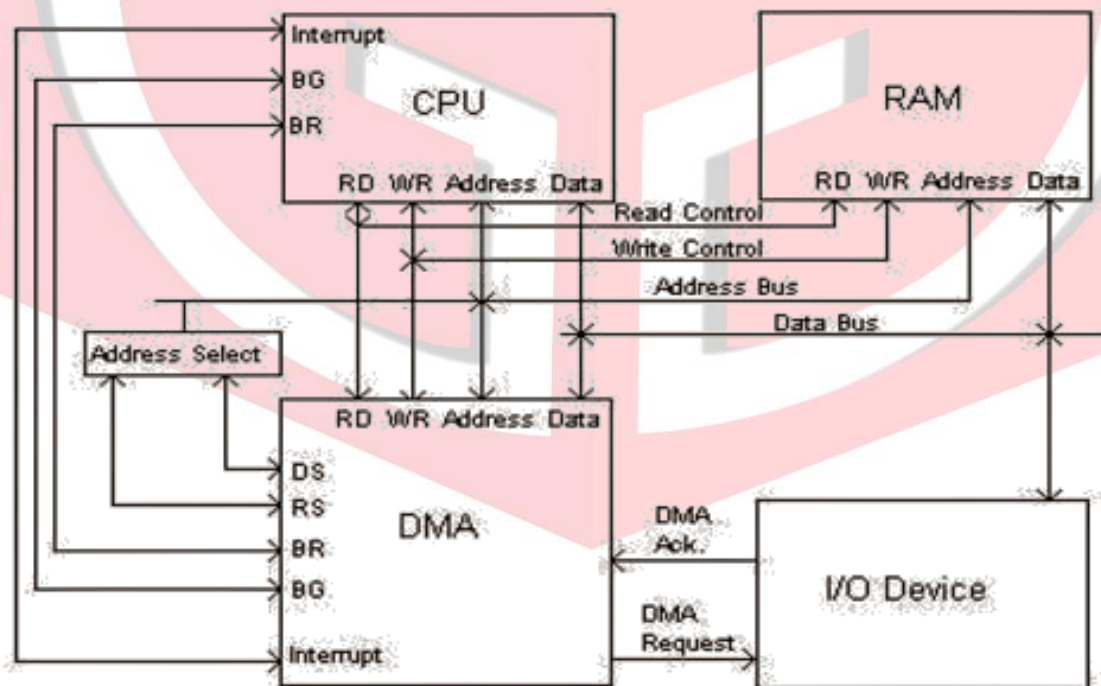 Interrupt
BG
BR
CPU
RD WR Address Data
RAM
RD WR Address Data
Read Control
Write Control
Address Bus
Data Bus
Address Select
RD WR Address Data
DS
RS
BR
BG
Interrupt
DMA
DMA
Ack.
DMA
Request
I/O Device